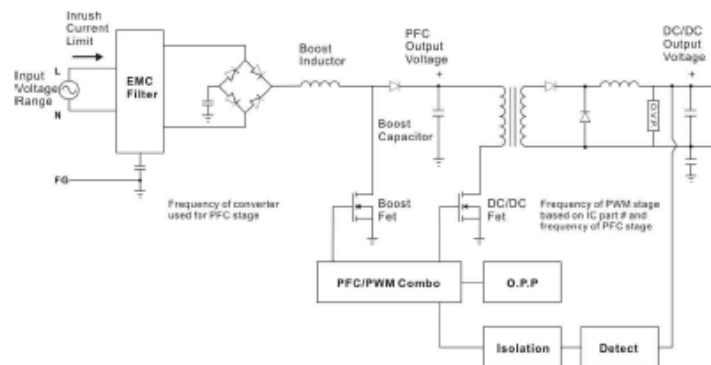 Inrush Current
Limit
L
Input
Voltage
Range
N
EMC
Filter
FG
Boost
Inductor
PFC
Output
Voltage
+
DC/DC
Output
Voltage
+
O.V.P
Boost
Capacitor
Frequency of converter
used for PFC stage
Boost
Fet
DC/DC
Fet
Frequency of PWM stage
based on IC part # and
frequency of PFC stage
PFC/PWM Combo
O.P.P
Isolation
Detect